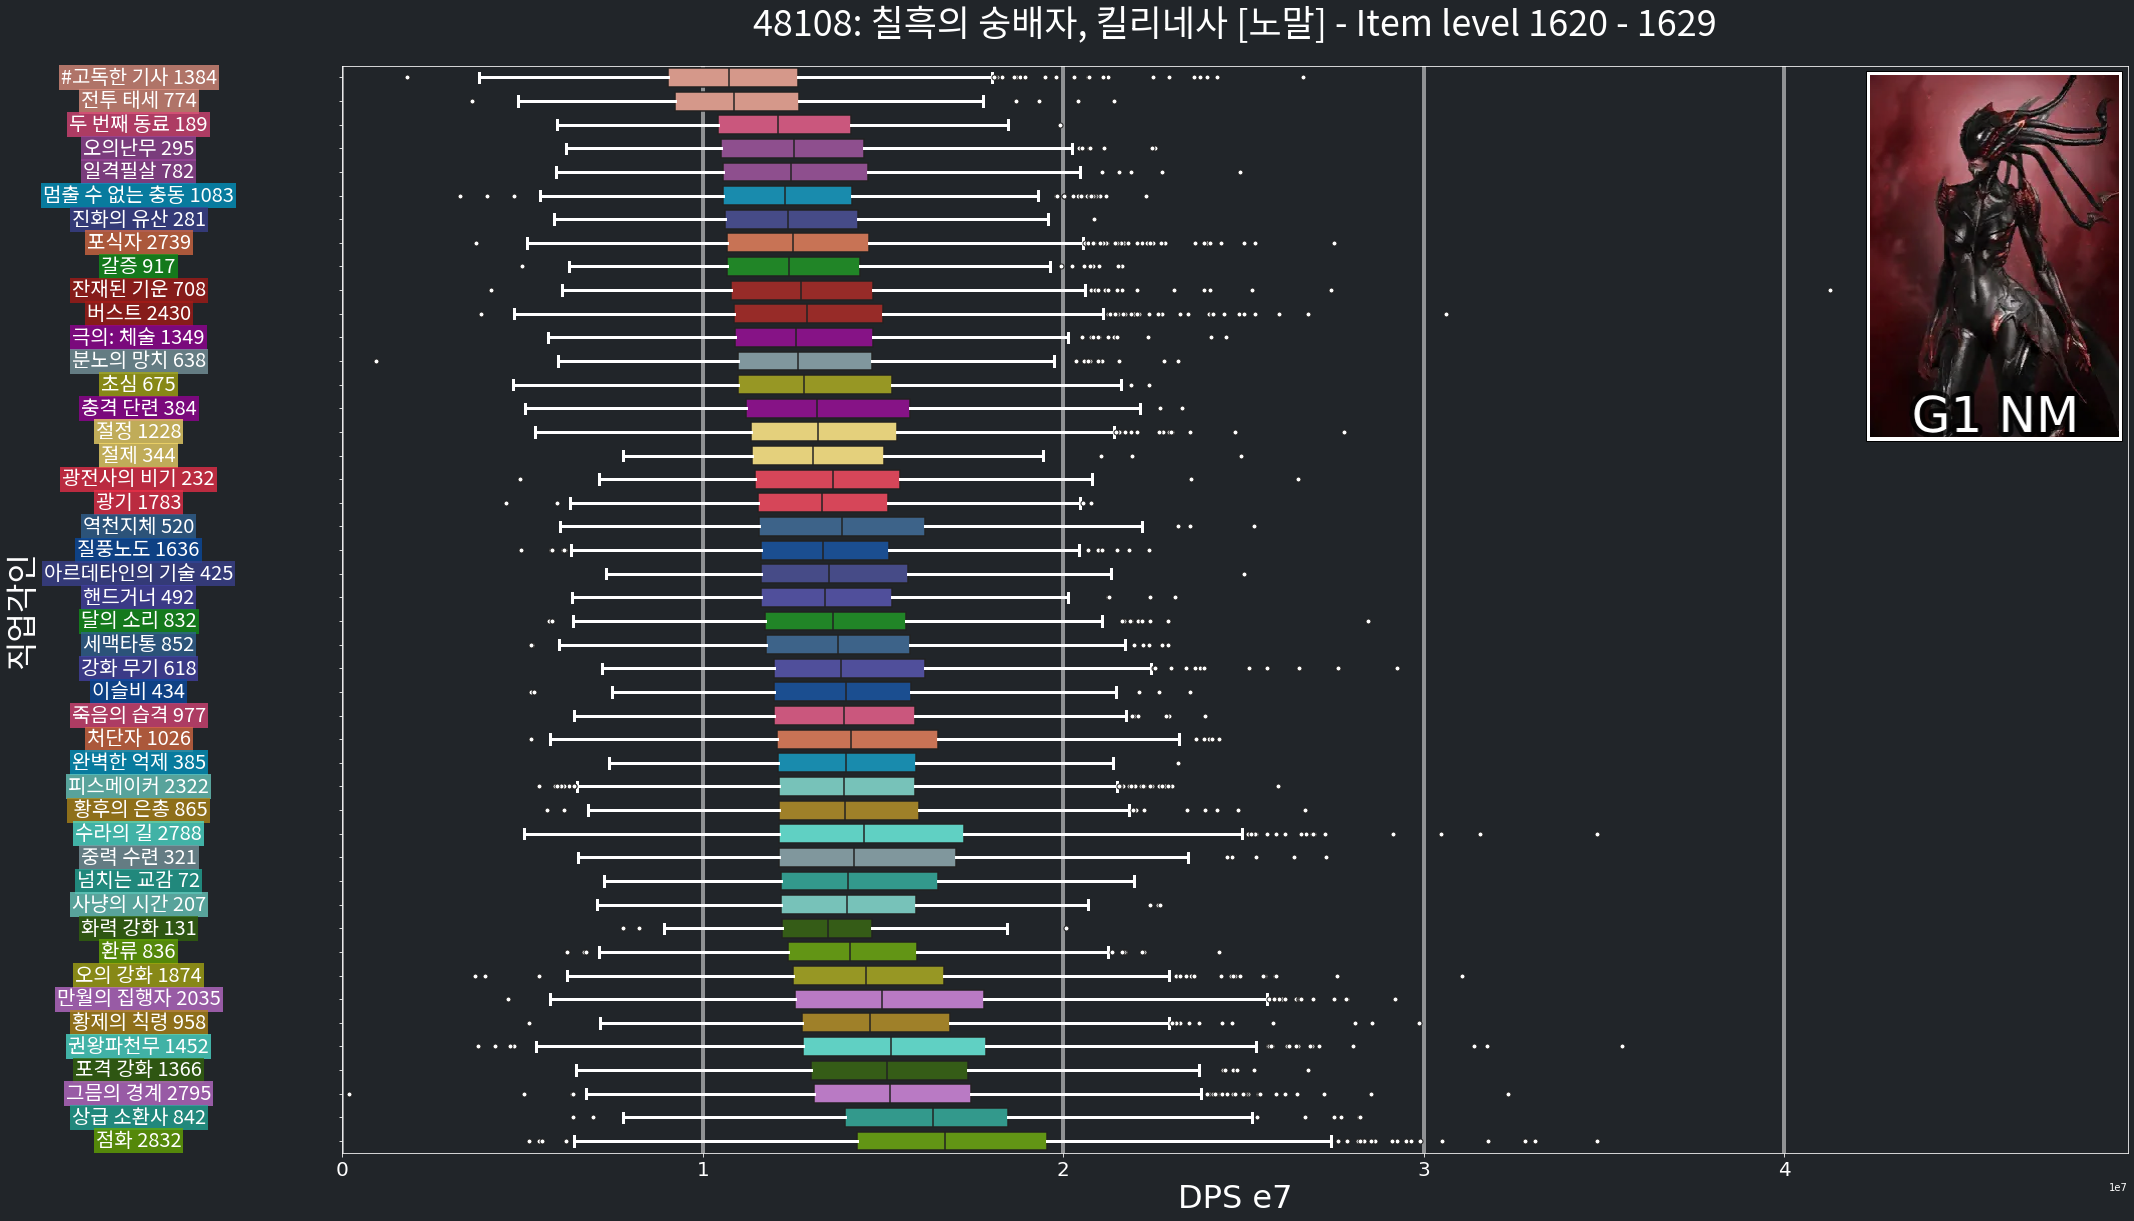 48108: 칠흑의 숭배자, 킬리네사 [노말] - Item level 1620 - 1629
#고독한 기사 1384
전투 태세 774
두 번째 동료 189
오의난무 295
일격필살 782
멈출 수 없는 충동 1083
진화의 유산 281
포식자 2739
갈증 917
잔재된 기운 708
버스트 2430
극의: 체술 1349
분노의 망치 638
초심 675
충격 단련 384
절정 1228
절제 344
광전사의 비기 232
광기 1783
역천지체 520
질풍노도 1636
아르데타인의 기술 425
핸드거너 492
달의 소리 832
세맥타통 852
강화 무기 618
이슬비 434
죽음의 습격 977
처단자 1026
완벽한 억제 385
피스메이커 2322
황후의 은총 865
수라의 길 2788
중력 수련 321
넘치는 교감 72
사냥의 시간 207
화력 강화 131
환류 836
오의 강화 1874
만월의 집행자 2035
황제의 칙령 958
권왕파천무 1452
포격 강화 1366
그믐의 경계 2795
상급 소환사 842
점화 2832
직업각인
G1 NM
0 1 2 3 4
DPS e7
1e7